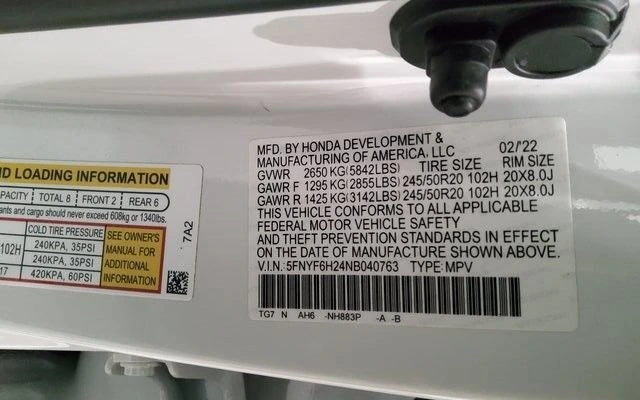 ND LOADING INFORMATION
PACITY TOTAL 8 FRONT 2 REAR 6
ants and cargo should never exceed 608kg or 1340lbs.
COLD TIRE PRESSURE SEE OWNER'S
MANUAL FOR
ADDITIONAL
INFORMATION
102H 240KPA, 35PSI
240KPA, 35PSI
17 420KPA, 60PSI
7A2
MFD. BY HONDA DEVELOPMENT & 02/'22
MANUFACTURING OF AMERICA, LLC
GVWR 2650 KG(5842LBS) TIRE SIZE RIM SIZE
GAWR F 1295 KG(2855LBS) 245/50R20 102H 20X8.0J
GAWR R 1425 KG(3142LBS) 245/50R20 102H 20X8.0J
THIS VEHICLE CONFORMS TO ALL APPLICABLE
FEDERAL MOTOR VEHICLE SAFETY
AND THEFT PREVENTION STANDARDS IN EFFECT
ON THE DATE OF MANUFACTURE SHOWN ABOVE.
V.I.N.: 5FNYF6H24NB040763 TYPE: MPV
TG7 N AH6 -NH883P -A -B